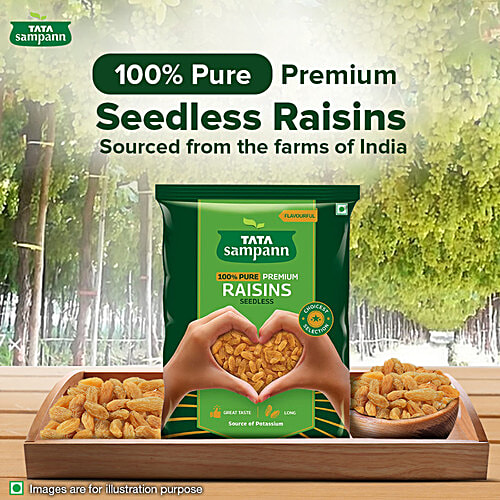 TATA
sampann
100% Pure Premium
Seedless Raisins
Sourced from the farms of India
FLAVOURFUL
TATA
sampann
100% PURE PREMIUM
RAISINS
SEEDLESS
CHOICEST
SELECTION
GREAT TASTE
LONG
Source of Potassium
Images are for illustration purpose